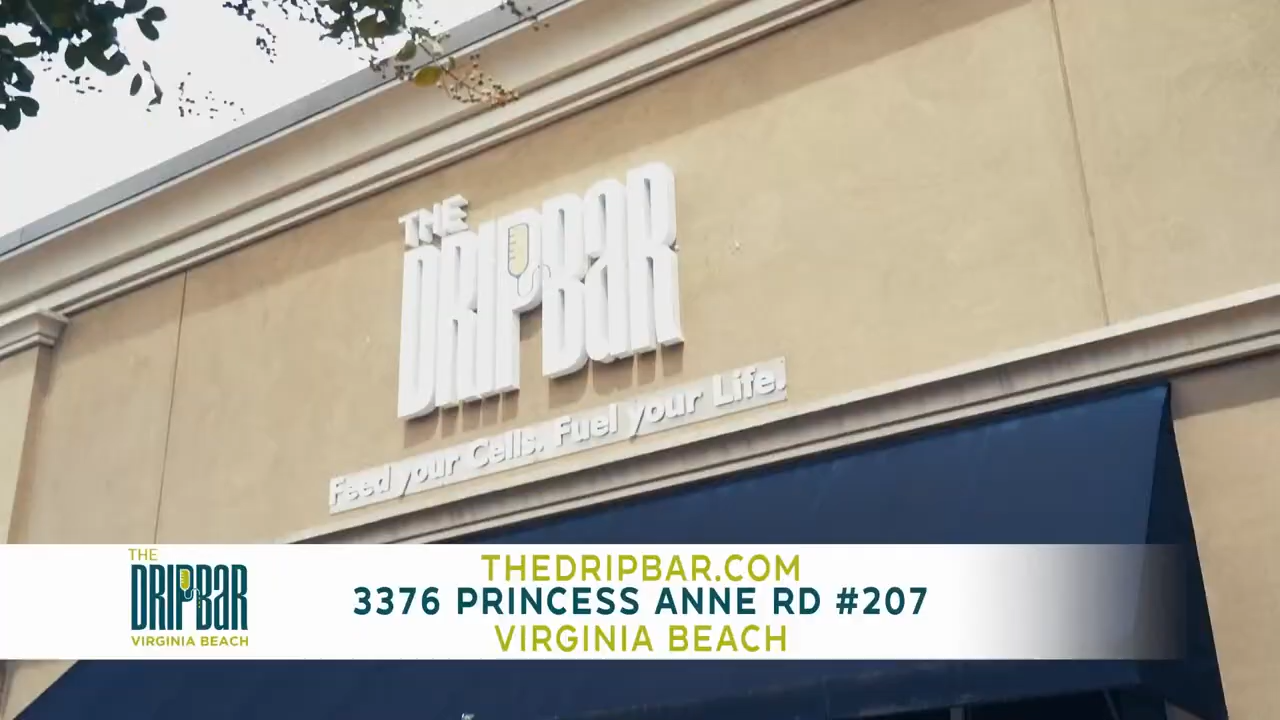 THE
DRIPBaR
Feed your Cells. Fuel your Life.
THE
DRIPBaR
VIRGINIA BEACH
THEDRIPBAR.COM
3376 PRINCESS ANNE RD #207
VIRGINIA BEACH